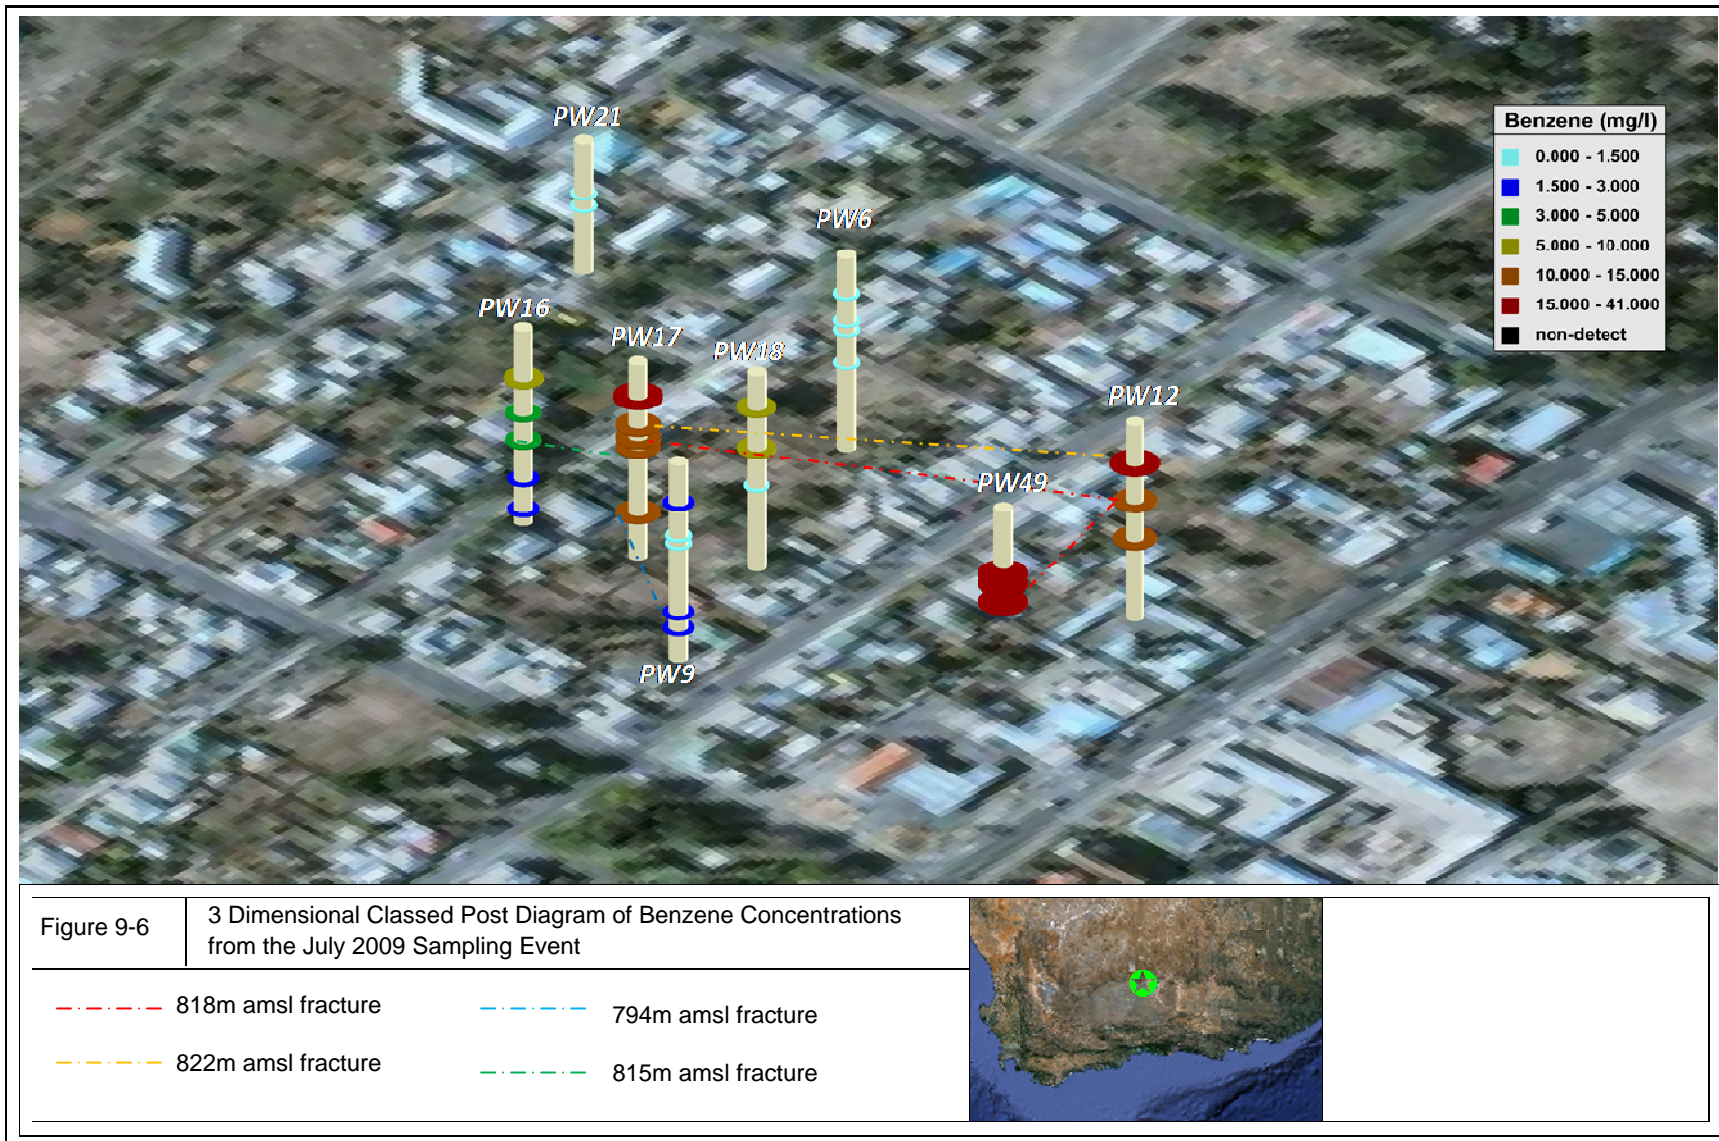 PW21
PW6
PW16
PW17
PW18
PW12
PW49
PW9
Benzene (mg/l)
0.000 - 1.500
1.500 - 3.000
3.000 - 5.000
5.000 - 10.000
10.000 - 15.000
15.000 - 41.000
non-detect
Figure 9-6
3 Dimensional Classed Post Diagram of Benzene Concentrations
from the July 2009 Sampling Event
818m amsl fracture
794m amsl fracture
822m amsl fracture
815m amsl fracture